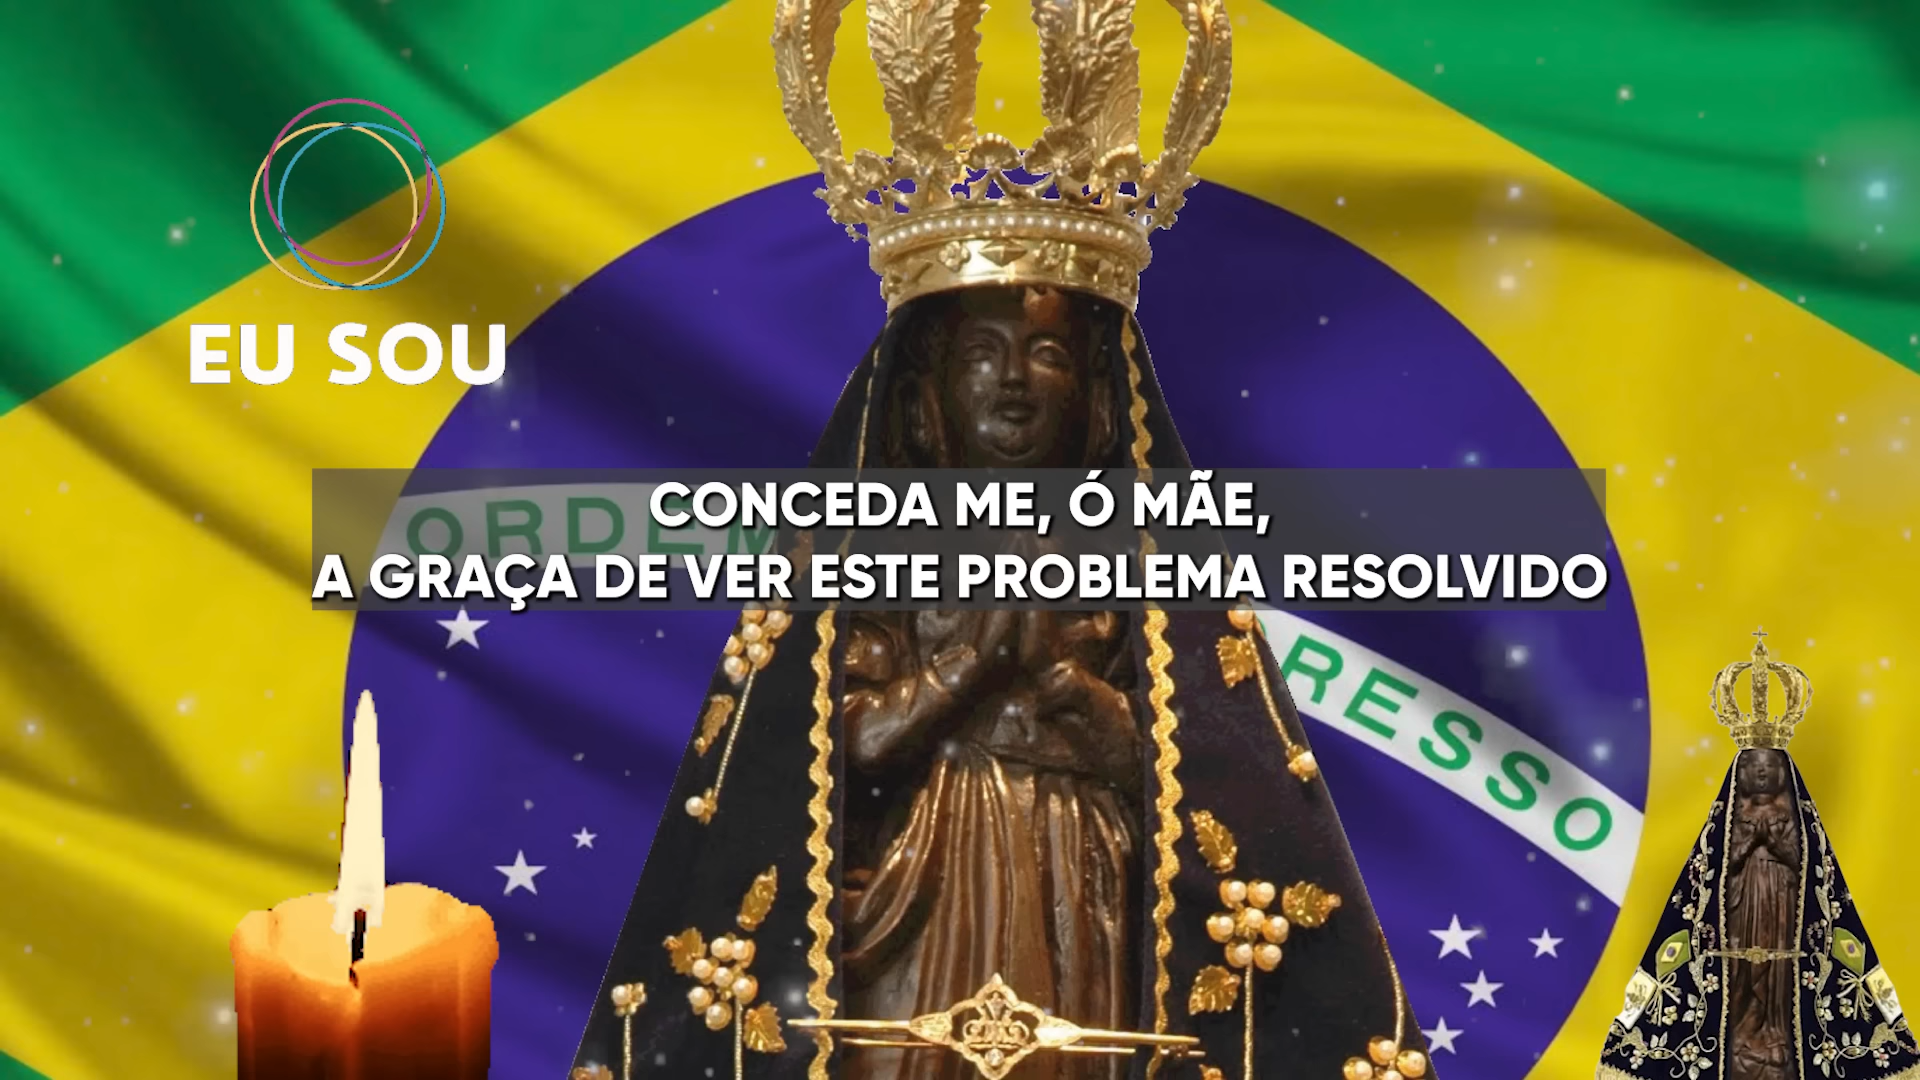 EU SOU
CONCEDA ME, Ó MÃE,
A GRAÇA DE VER ESTE PROBLEMA RESOLVIDO
ORDEM
RESSO